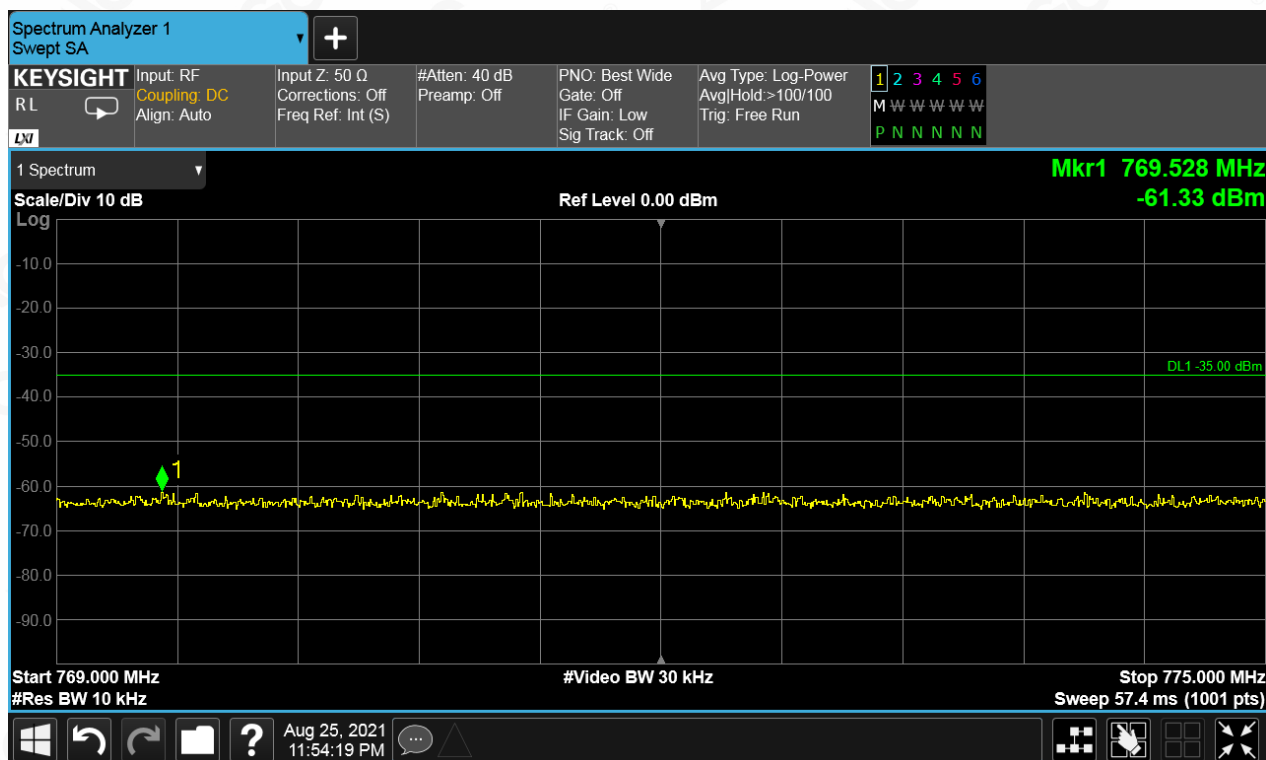 Spectrum Analyzer 1
Swept SA
KEYSIGHT
RL
LXI
Input: RF
Coupling: DC
Align: Auto
Input Z: 50 Ω
Corrections: Off
Freq Ref: Int (S)
#Atten: 40 dB
Preamp: Off
PNO: Best Wide
Gate: Off
IF Gain: Low
Sig Track: Off
Avg Type: Log-Power
Avg|Hold:>100/100
Trig: Free Run
1 2 3 4 5 6
M W W W W W
P N N N N N
1 Spectrum
Mkr1 769.528 MHz
-61.33 dBm
Scale/Div 10 dB
Ref Level 0.00 dBm
Log
-10.0
-20.0
-30.0
DL1 -35.00 dBm
-40.0
-50.0
1
-60.0
-70.0
-80.0
-90.0
Start 769.000 MHz
#Video BW 30 kHz
Stop 775.000 MHz
#Res BW 10 kHz
Sweep 57.4 ms (1001 pts)
?
Aug 25, 2021
11:54:19 PM